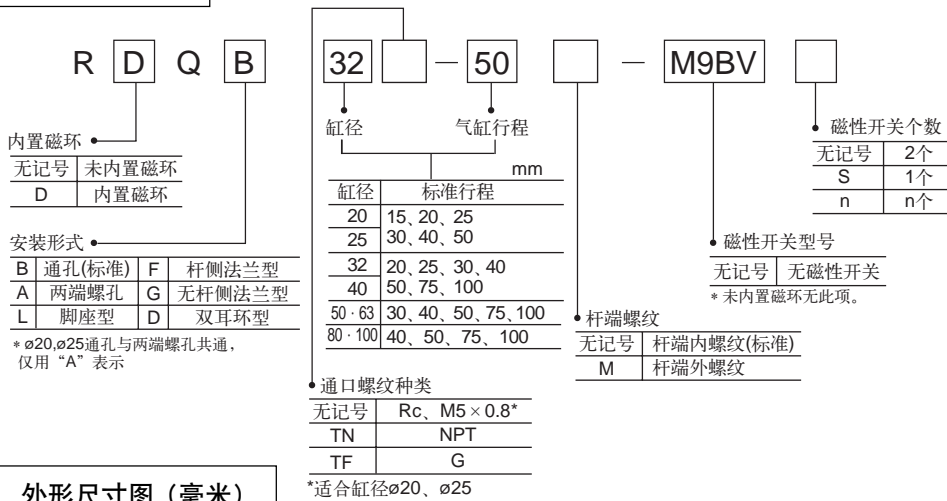 R D Q B 32 — 50 — M9BV
内置磁环
无记号 未内置磁环
D 内置磁环
安装形式
B 通孔(标准) F 杆侧法兰型
A 两端螺孔 G 无杆侧法兰型
L 脚座型 D 双耳环型
*ø20,ø25通孔与两端螺孔共通，
仅用“A”表示
缸径 气缸行程
mm
缸径 标准行程
20 15、20、25
25 30、40、50
32 20、25、30、40
40 50、75、100
50·63 30、40、50、75、100
80·100 40、50、75、100
通口螺纹种类
无记号 Rc、M5×0.8*
TN NPT
TF G
*适合缸径ø20、ø25
杆端螺纹
无记号 杆端内螺纹(标准)
M 杆端外螺纹
磁性开关型号
无记号 无磁性开关
*未内置磁环无此项。
磁性开关个数
无记号 2个
S 1个
n n个
外形尺寸图（毫米）